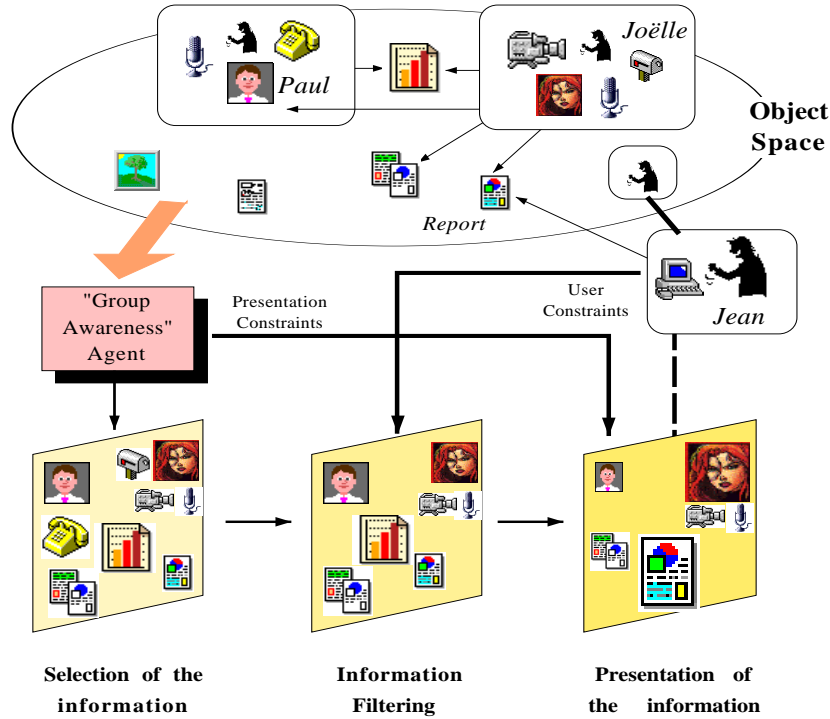 Joëlle
Paul
Object
Space
Report
"Group
Awareness"
Agent
Presentation
Constraints
User
Constraints
Jean
Selection of the
information
Information
Filtering
Presentation of
the information